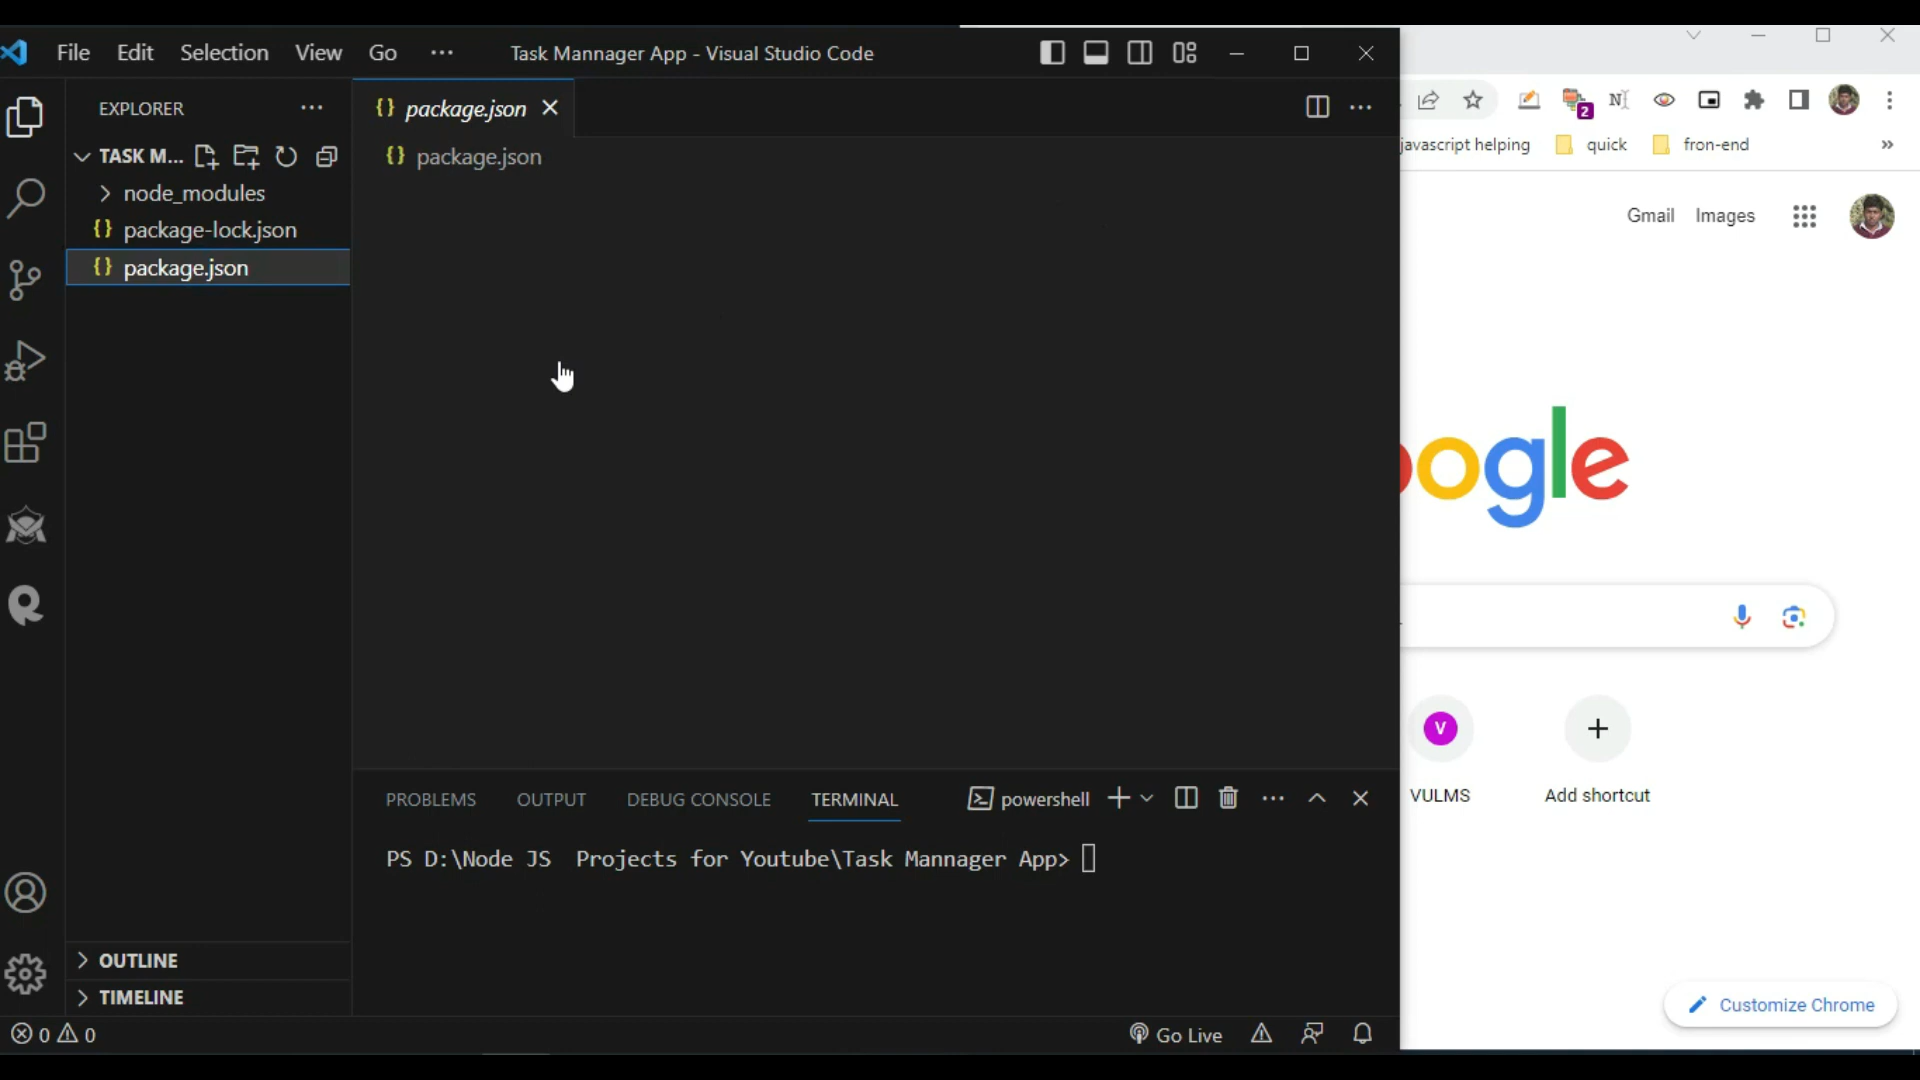 File Edit Selection View Go ··· Task Mannager App - Visual Studio Code
EXPLORER ···
{} package.json
TASK M...
{} package.json
node_modules
{} package-lock.json
{} package.json
2
javascript helping quick fron-end »
Gmail Images
ogle
V
VULMS
Add shortcut
PROBLEMS OUTPUT DEBUG CONSOLE TERMINAL powershell
PS D:\Node JS  Projects for Youtube\Task Mannager App>
OUTLINE
TIMELINE
Customize Chrome
0 0
Go Live